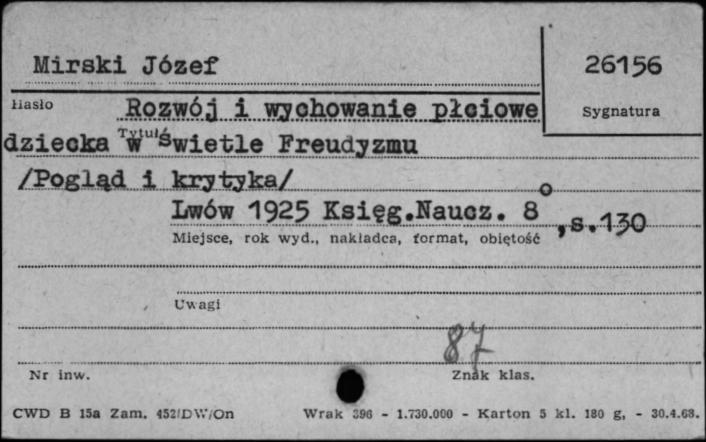 Mirski Józef
26156
Hasło
Rozwój i wychowanie płciowe
Sygnatura
Tytuł
dziecka w świetle Freudyzmu
/Pogląd i krytyka/
Lwów 1925 Księg.Naucz. 8o, s.130
Miejsce, rok wyd., nakładca, format, objętość
Uwagi
87
Nr inw.
Znak klas.
CWD B 15a Zam. 452/DW/On Wrak 396 - 1.730.000 - Karton 5 kl. 180 g, - 30.4.68.